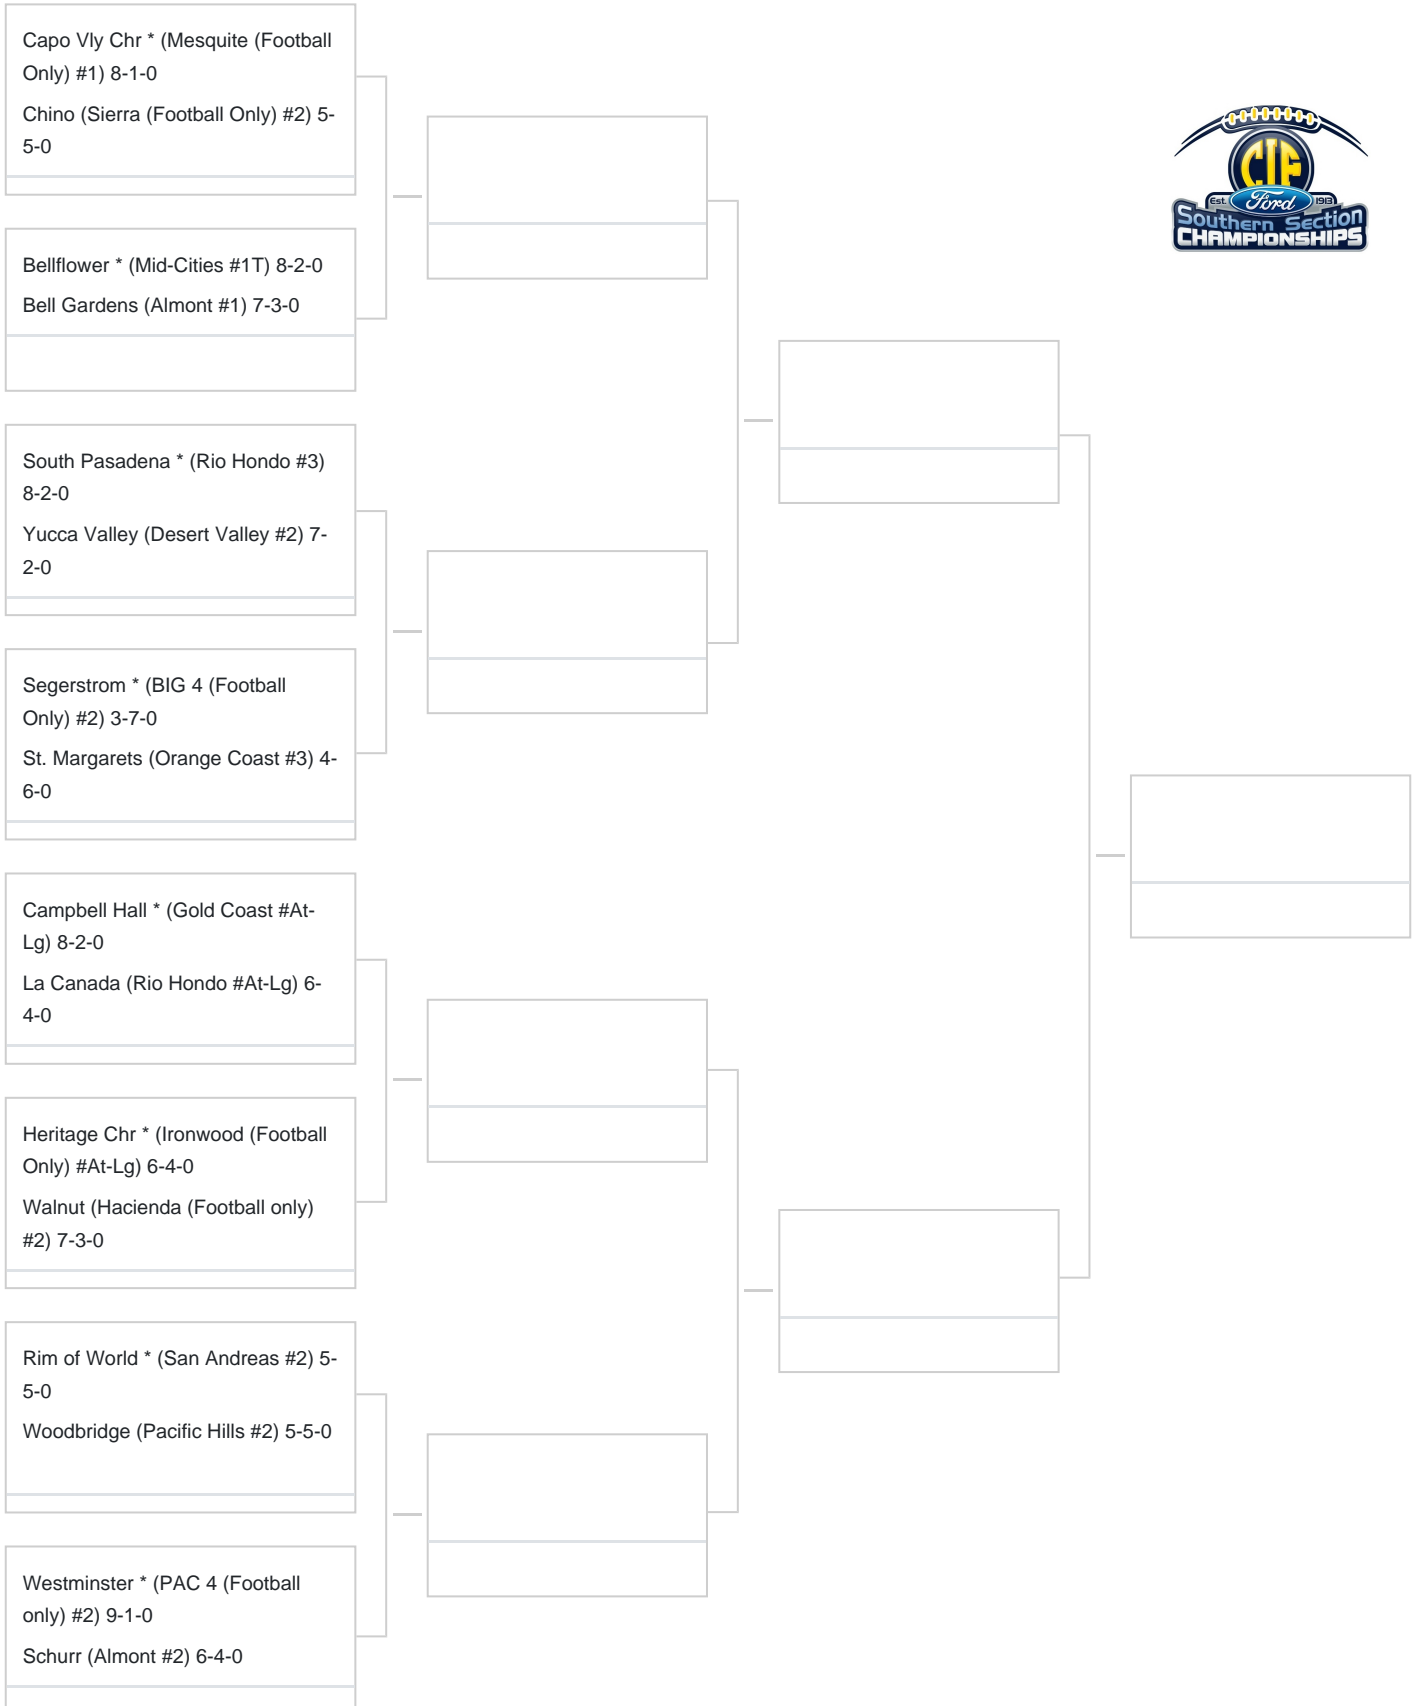 Capo Vly Chr * (Mesquite (Football
Only) #1) 8-1-0
Chino (Sierra (Football Only) #2) 5-
5-0
Bellflower * (Mid-Cities #1T) 8-2-0
Bell Gardens (Almont #1) 7-3-0
South Pasadena * (Rio Hondo #3)
8-2-0
Yucca Valley (Desert Valley #2) 7-
2-0
Segerstrom * (BIG 4 (Football
Only) #2) 3-7-0
St. Margarets (Orange Coast #3) 4-
6-0
Campbell Hall * (Gold Coast #At-
Lg) 8-2-0
La Canada (Rio Hondo #At-Lg) 6-
4-0
Heritage Chr * (Ironwood (Football
Only) #At-Lg) 6-4-0
Walnut (Hacienda (Football only)
#2) 7-3-0
Rim of World * (San Andreas #2) 5-
5-0
Woodbridge (Pacific Hills #2) 5-5-0
Westminster * (PAC 4 (Football
only) #2) 9-1-0
Schurr (Almont #2) 6-4-0
CIF
Est. Ford 1913
Southern Section
CHAMPIONSHIPS